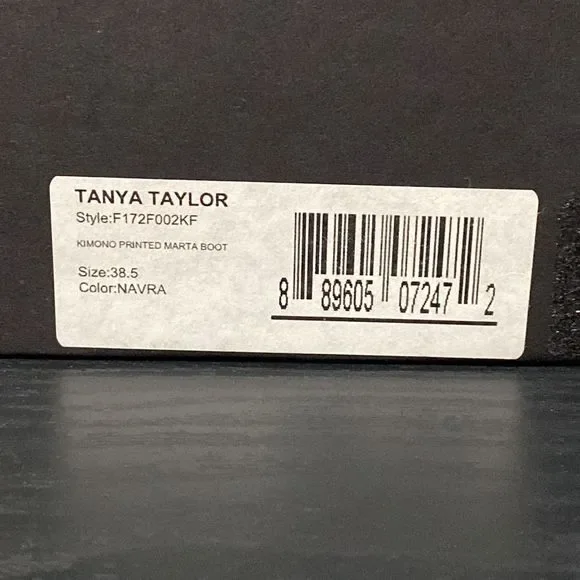 TANYA TAYLOR
Style:F172F002KF
KIMONO PRINTED MARTA BOOT
Size:38.5
Color:NAVRA
8 89605 07247 2